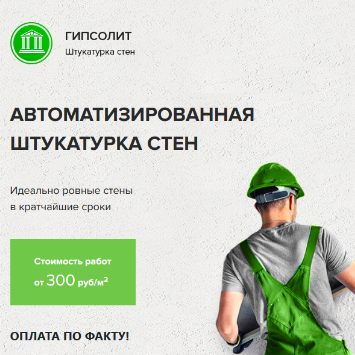 ГИПСОЛИТ
Штукатурка стен
АВТОМАТИЗИРОВАННАЯ
ШТУКАТУРКА СТЕН
Идеально ровные стены
в кратчайшие сроки
Стоимость работ
от 300 руб/м²
ОПЛАТА ПО ФАКТУ!